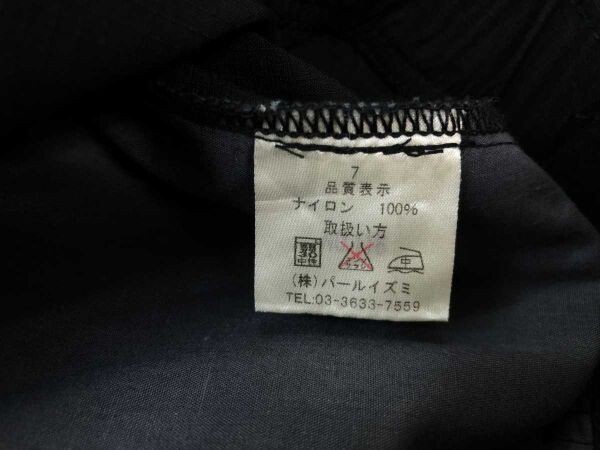 7
品質表示
ナイロン 100%
取扱い方
中
(株)パールイズミ
TEL:03-3633-7559